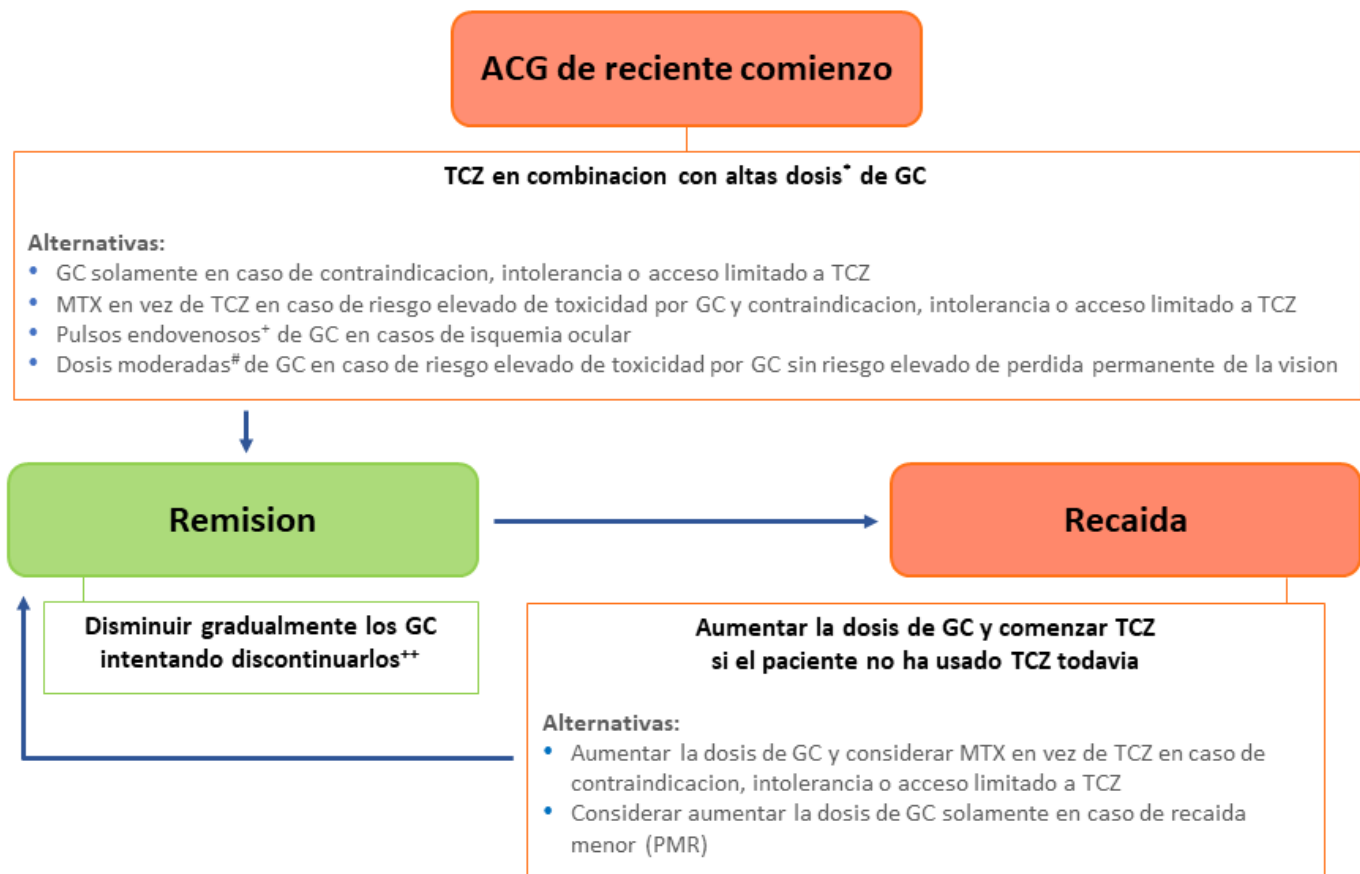 ACG de reciente comienzo
TCZ en combinacion con altas dosis* de GC
Alternativas:
• GC solamente en caso de contraindicacion, intolerancia o acceso limitado a TCZ
• MTX en vez de TCZ en caso de riesgo elevado de toxicidad por GC y contraindicacion, intolerancia o acceso limitado a TCZ
• Pulsos endovenosos+ de GC en casos de isquemia ocular
• Dosis moderadas# de GC en caso de riesgo elevado de toxicidad por GC sin riesgo elevado de perdida permanente de la vision
Remision
Recaida
Disminuir gradualmente los GC
intentando discontinuarlos++
Aumentar la dosis de GC y comenzar TCZ
si el paciente no ha usado TCZ todavia
Alternativas:
• Aumentar la dosis de GC y considerar MTX en vez de TCZ en caso de
contraindicacion, intolerancia o acceso limitado a TCZ
• Considerar aumentar la dosis de GC solamente en caso de recaida
menor (PMR)